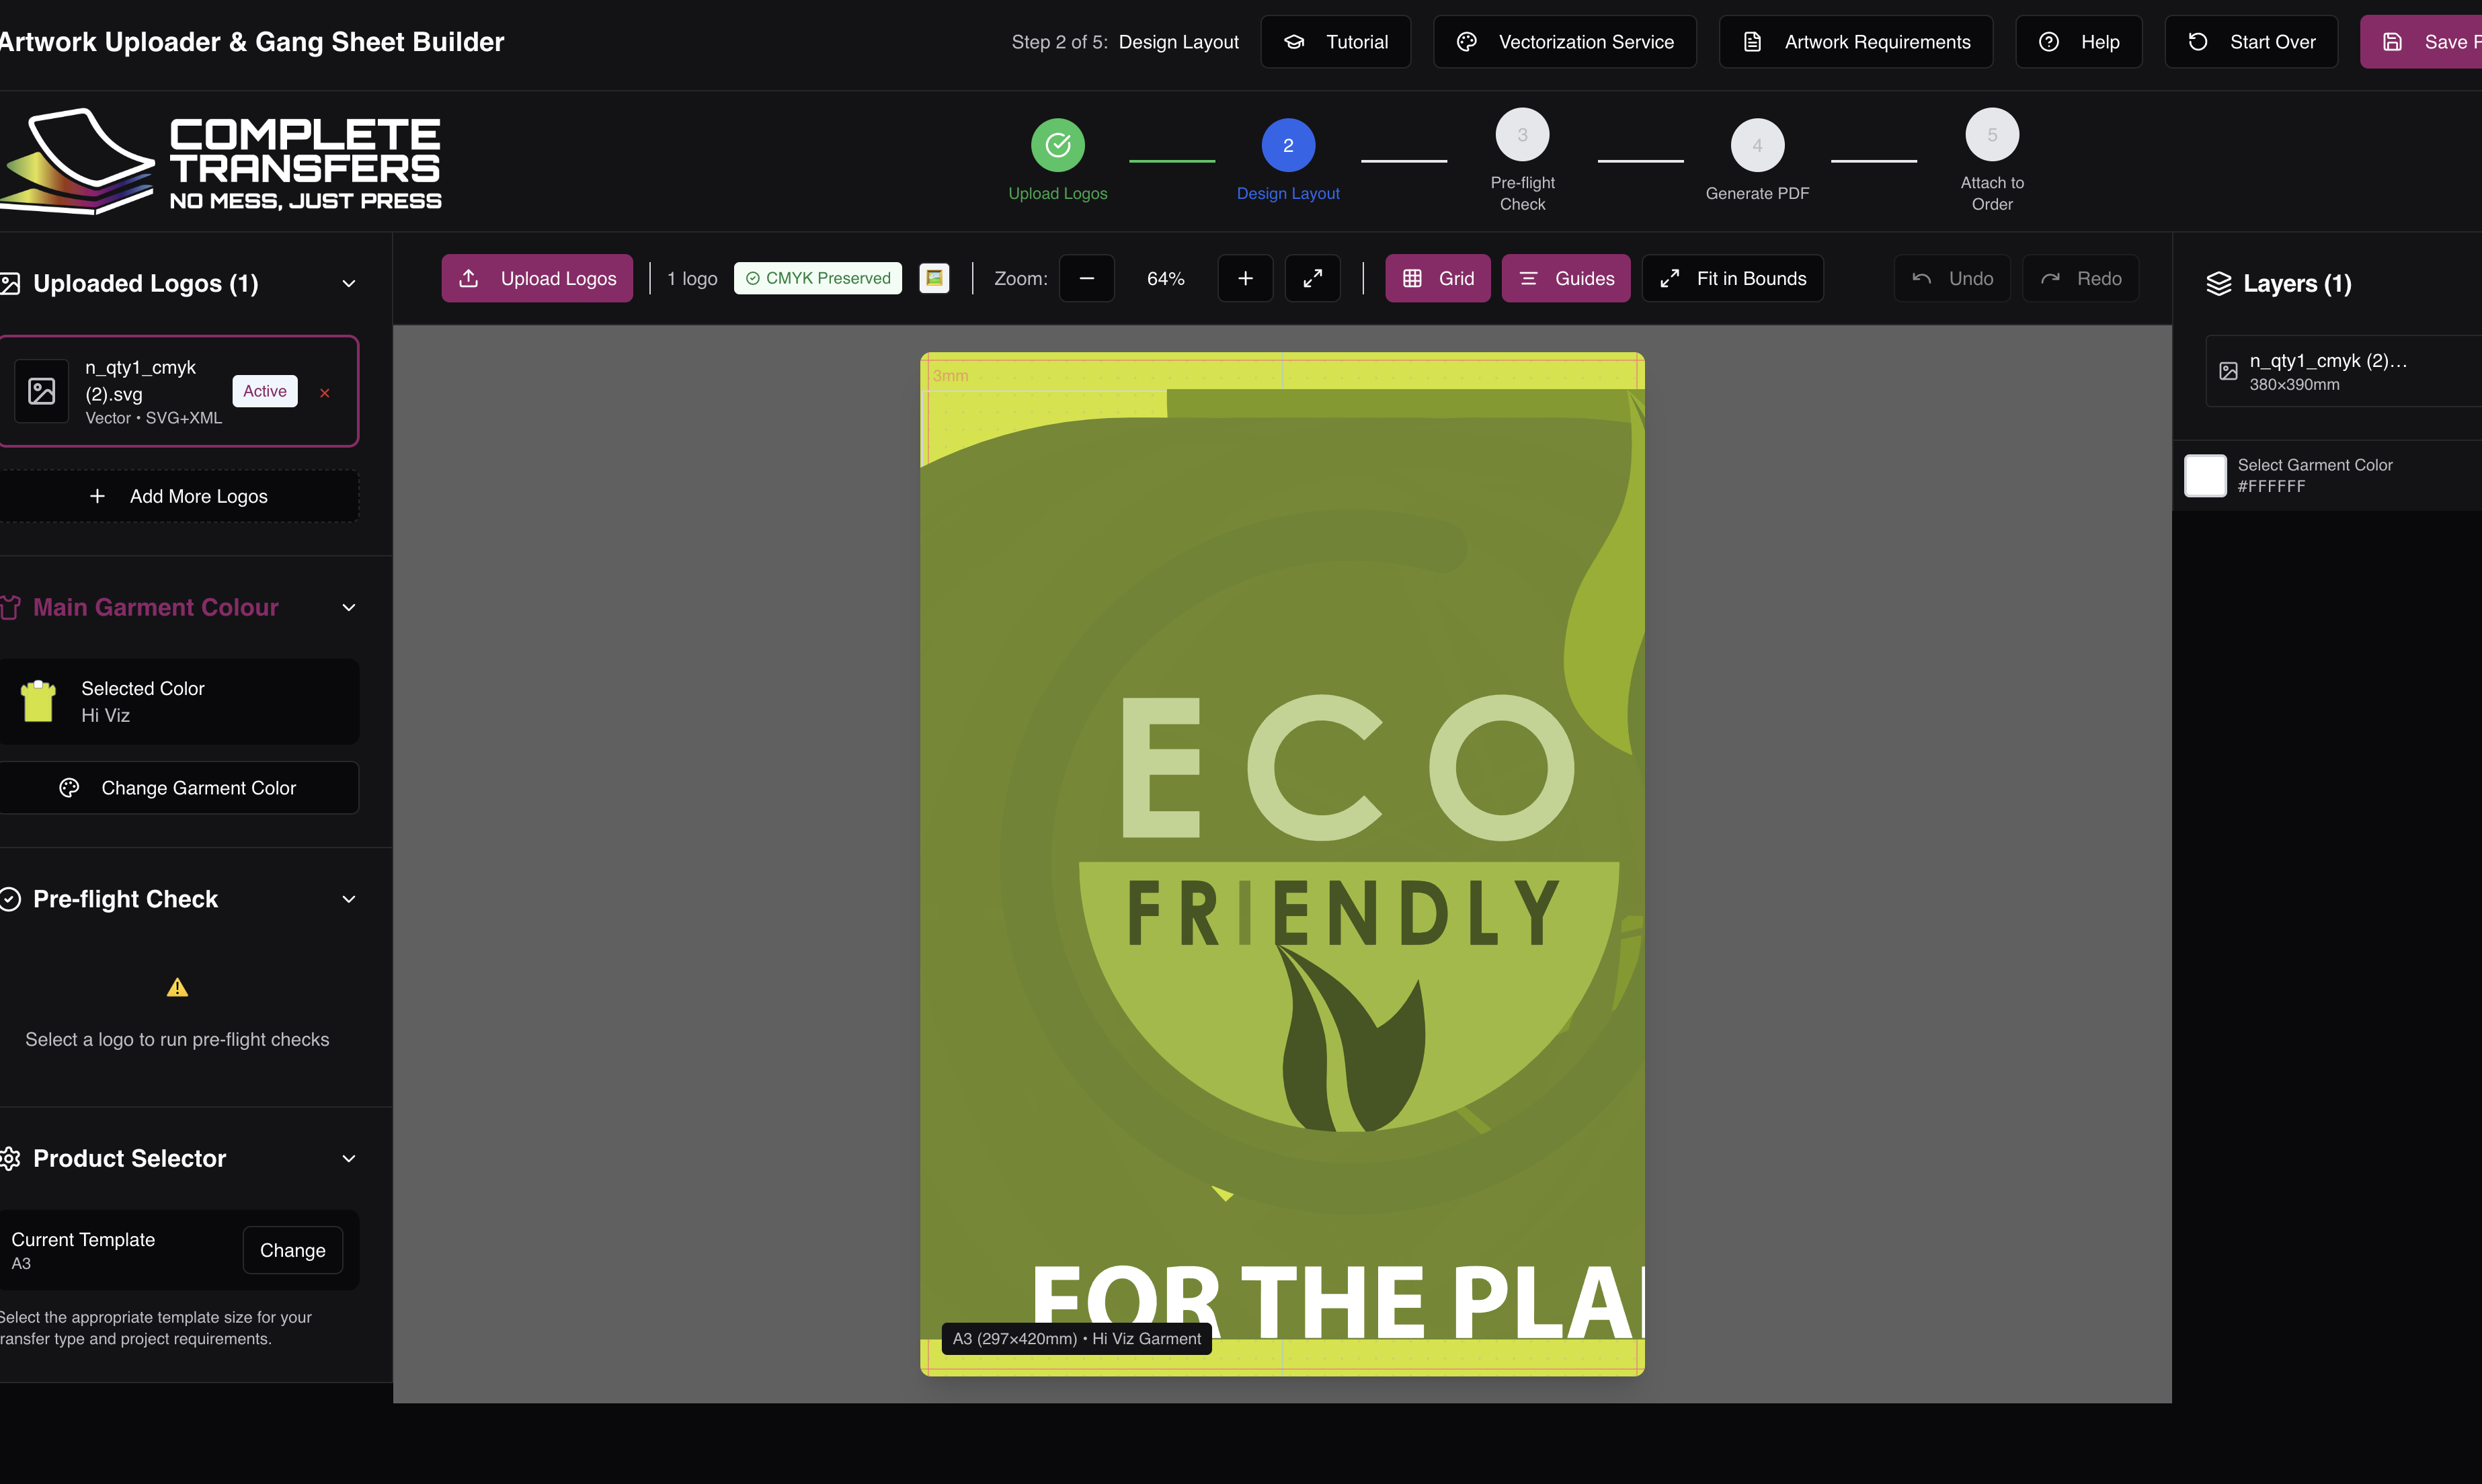 Artwork Uploader & Gang Sheet Builder
Step 2 of 5: Design Layout
Tutorial
Vectorization Service
Artwork Requirements
Help
Start Over
Save
COMPLETE
TRANSFERS
NO MESS, JUST PRESS
Upload Logos
2
Design Layout
3
Pre-flight
Check
4
Generate PDF
5
Attach to
Order
Uploaded Logos (1)
n_qty1_cmyk
(2).svg
Vector • SVG+XML
Active
Add More Logos
Main Garment Colour
Selected Color
Hi Viz
Change Garment Color
Pre-flight Check
Select a logo to run pre-flight checks
Product Selector
Current Template
A3
Change
Select the appropriate template size for your
transfer type and project requirements.
Upload Logos
1 logo
CMYK Preserved
Zoom:
64%
Grid
Guides
Fit in Bounds
Undo
Redo
3mm
ECO
FRIENDLY
FOR THE PLA
A3 (297×420mm) • Hi Viz Garment
Layers (1)
n_qty1_cmyk (2)...
380×390mm
Select Garment Color
#FFFFFF